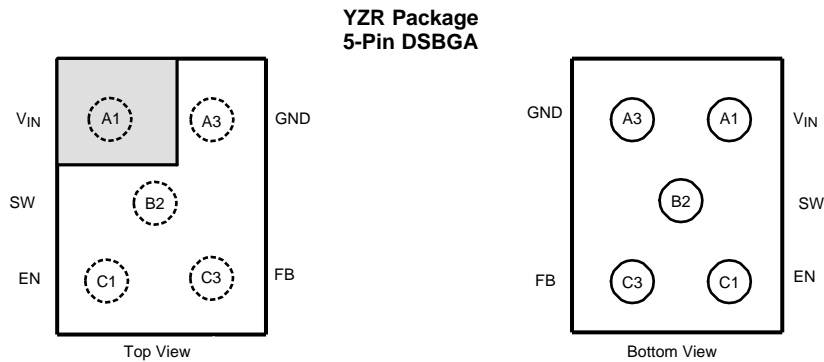 YZR Package
5-Pin DSBGA
VIN
A1
A3
GND
SW
B2
EN
C1
C3
FB
Top View
GND
A3
A1
VIN
B2
SW
FB
C3
C1
EN
Bottom View